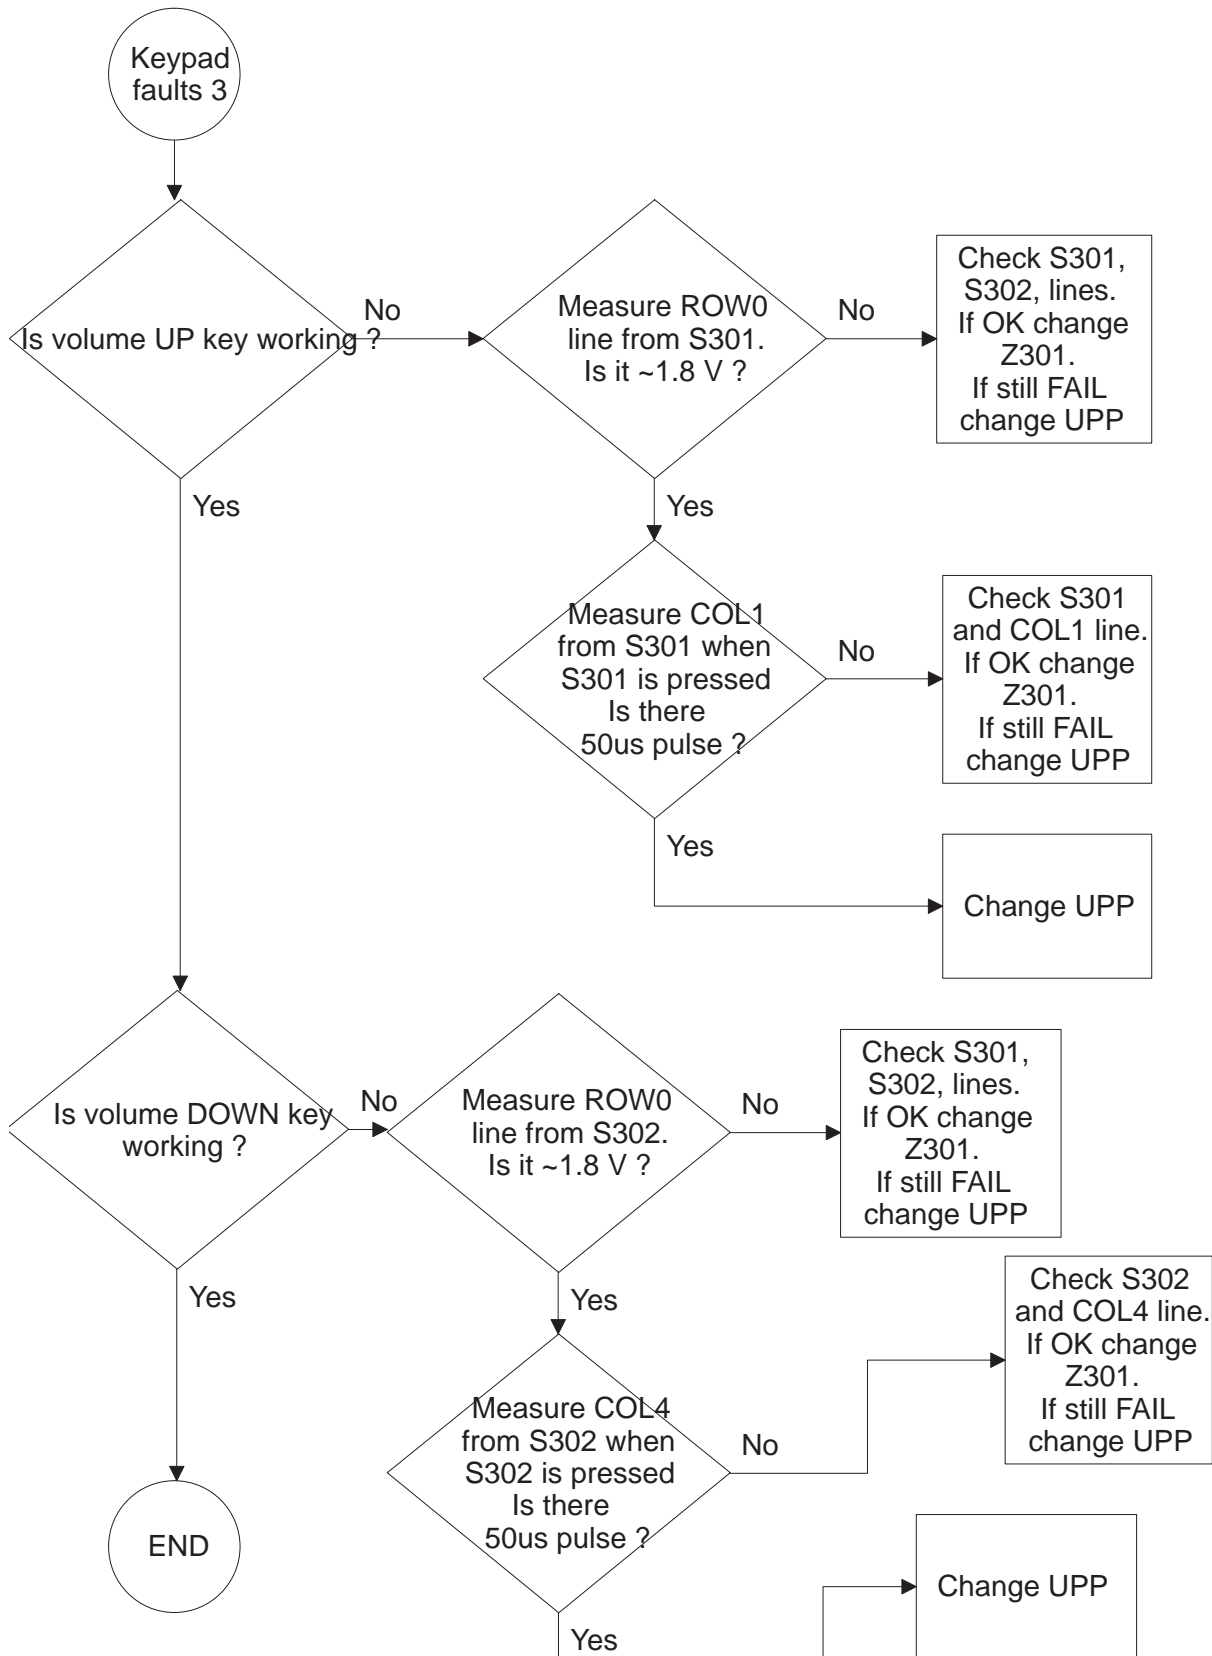 Keypad
faults 3
Is volume UP key working ?
No
Measure ROW0
line from S301.
Is it ~1.8 V ?
No
Check S301,
S302, lines.
If OK change
Z301.
If still FAIL
change UPP
Yes
Yes
Measure COL1
from S301 when
S301 is pressed
Is there
50us pulse ?
No
Check S301
and COL1 line.
If OK change
Z301.
If still FAIL
change UPP
Yes
Change UPP
Is volume DOWN key
working ?
No
Measure ROW0
line from S302.
Is it ~1.8 V ?
No
Check S301,
S302, lines.
If OK change
Z301.
If still FAIL
change UPP
Yes
Yes
Measure COL4
from S302 when
S302 is pressed
Is there
50us pulse ?
No
Check S302
and COL4 line.
If OK change
Z301.
If still FAIL
change UPP
END
Yes
Change UPP